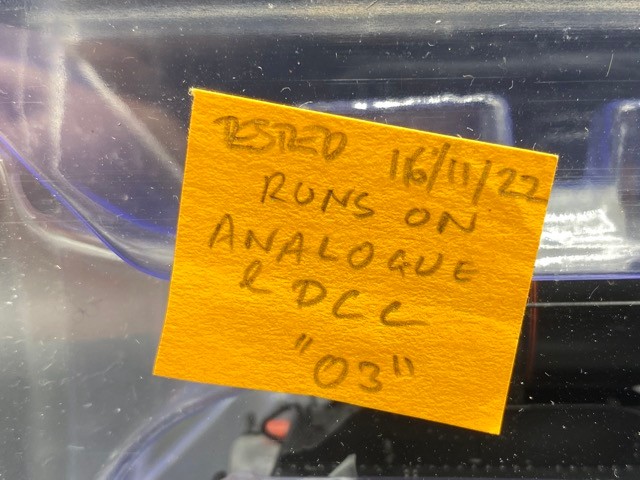 TESTED 16/11/22
RUNS ON
ANALOGUE
& DCC
"03"